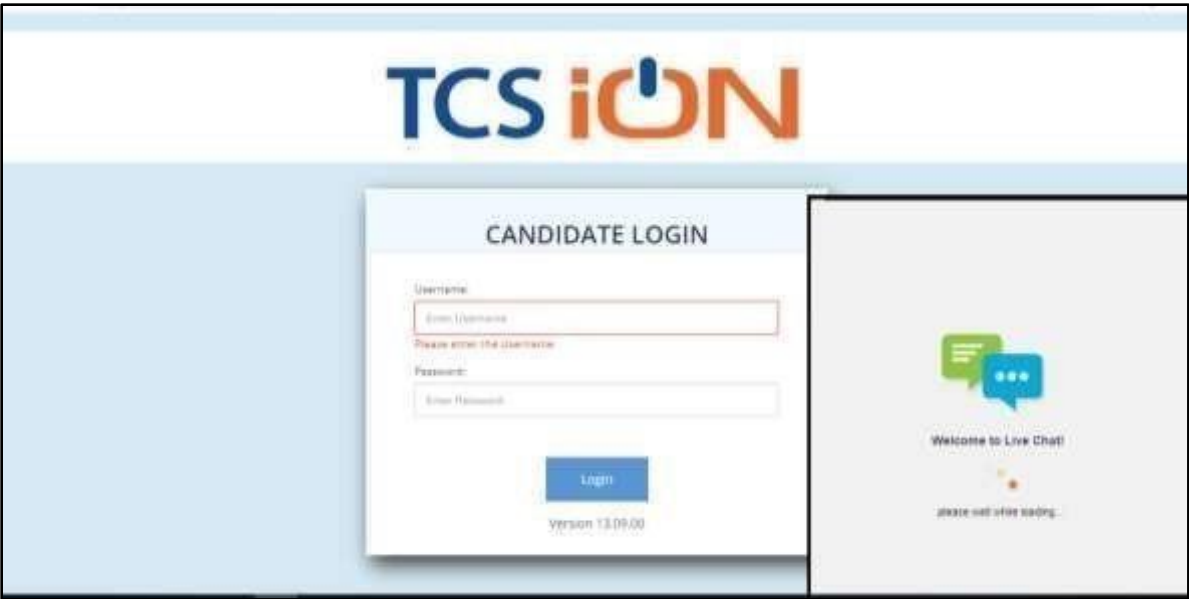 TCS iON
CANDIDATE LOGIN
Username:
Enter Username
Please enter the username
Password:
Enter Password
Login
Version 13.09.00
Welcome to Live Chat!
please wait while loading...